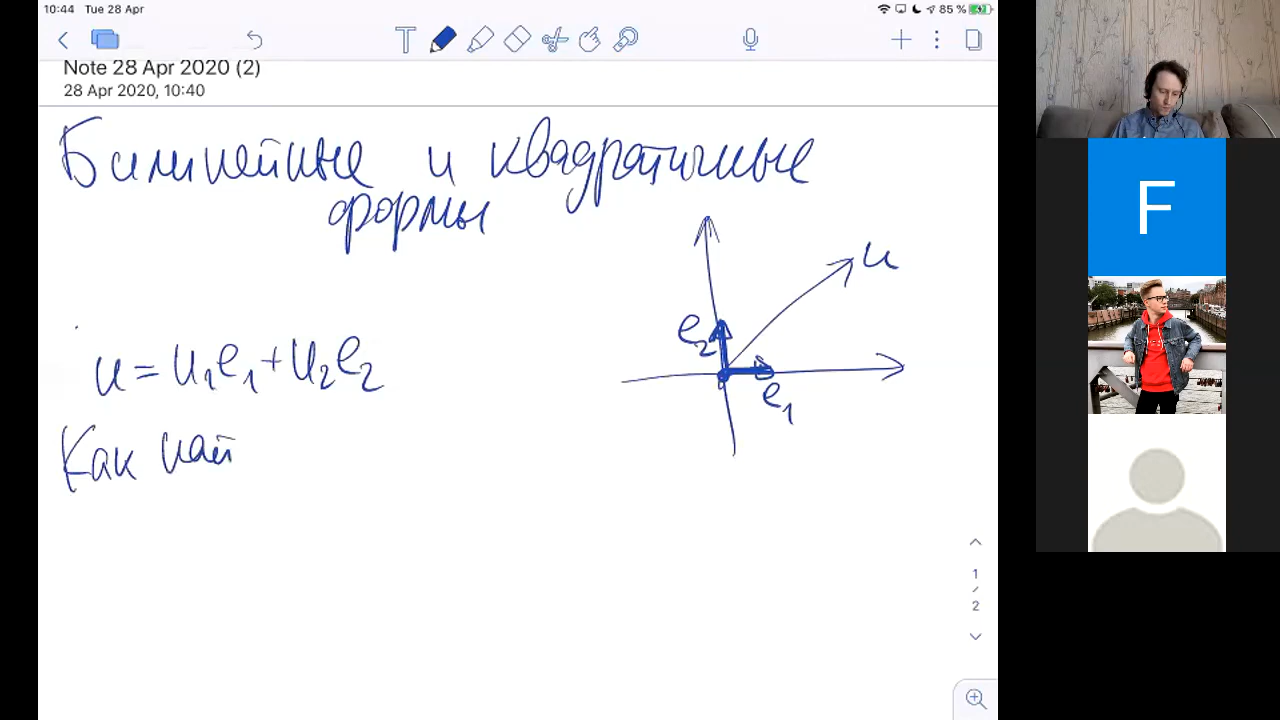 10:44 Tue 28 Apr
85 %
T
Note 28 Apr 2020 (2)
28 Apr 2020, 10:40
Билинейные и квадратичные
формы
u
e₂
e₁
u = u₁e₁ + u₂e₂
Как най
1
/
2
F